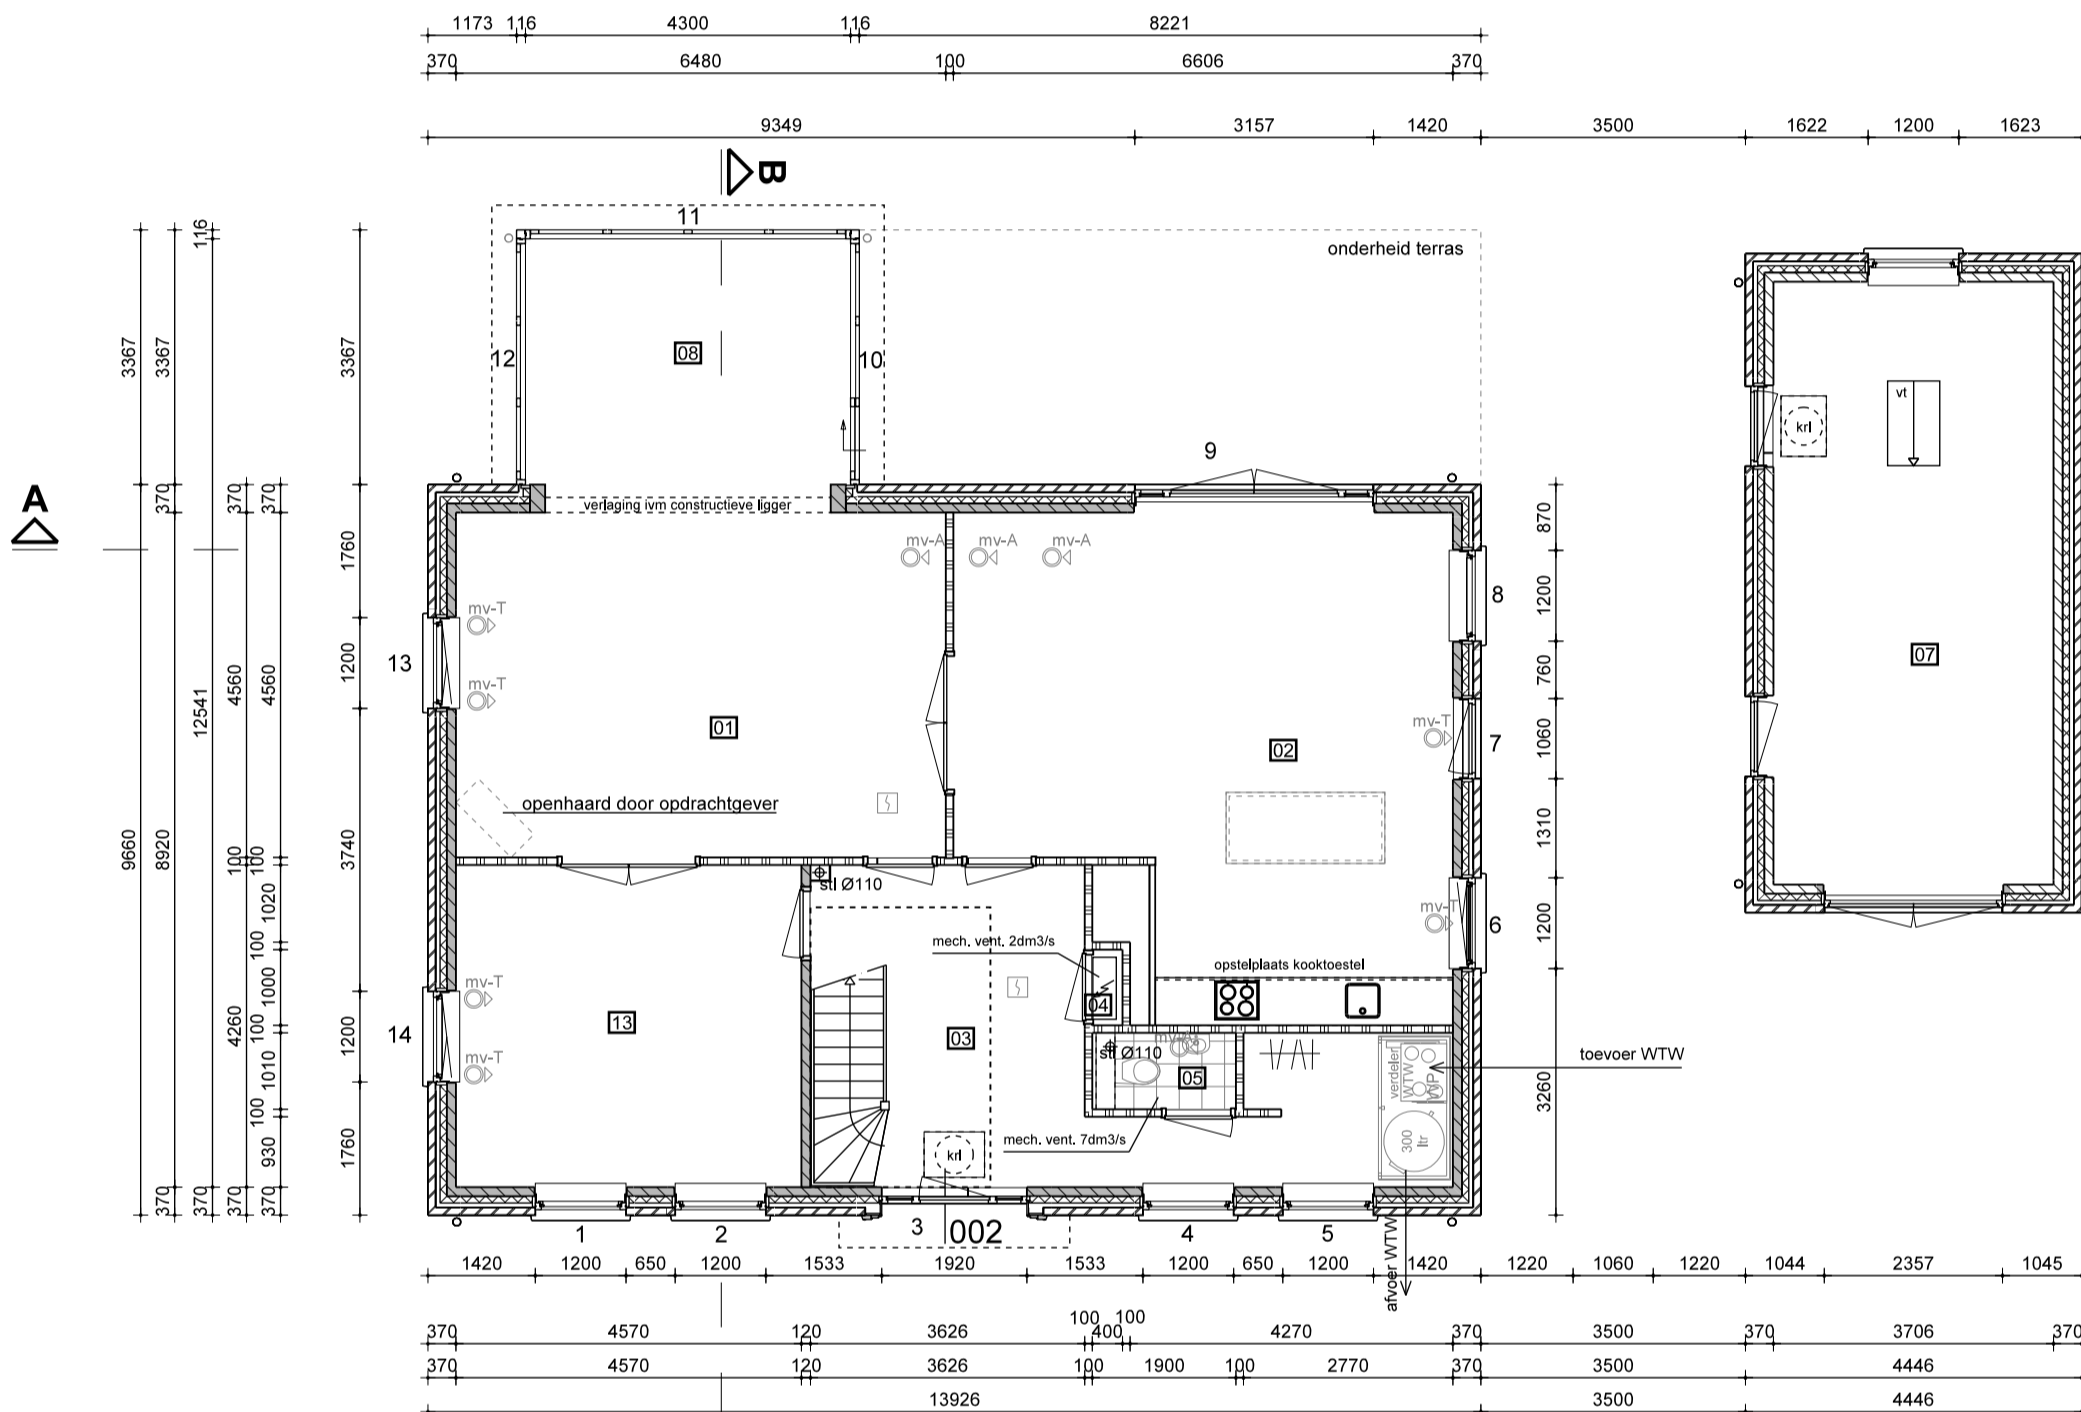 1173 116 4300 116 8221
370 6480 100 6606 370
9349 3157 1420 3500 1622 1200 1623
B
11
onderheid terras
116
3367 3367 3367
12 08 10
vt
krl
9
A
370 370 370
verlaging ivm constructieve ligger
870
mv-A mv-A mv-A
1760
8 1200
mv-T
13
1200
12541 4560 4560
760
07
mv-T
01
mv-T
02
7 1060
openhaard door opdrachtgever
9660 8920 3740
1310
100 100
stl Ø110
1020
mv-T
6 1200
mech. vent. 2dm3/s
100
opstelplaats kooktoestel
mv-T
1000
04
14 13 03
1200
4260 100
mv-A
stl Ø110
toevoer WTW
verdeler
WTW
WP
mv-T
1010
05
3260
100
mech. vent. 7dm3/s
300
ltr
930
1760
krl
370 370 370 370
1 2 3 002 4 5
afvoer WTW
1420 1200 650 1200 1533 1920 1533 1200 650 1200 1420 1220 1060 1220 1044 2357 1045
100 100
370 4570 120 3626 400 4270 370 3500 370 3706 370
370 4570 120 3626 100 1900 100 2770 370 3500 4446
13926 3500 4446